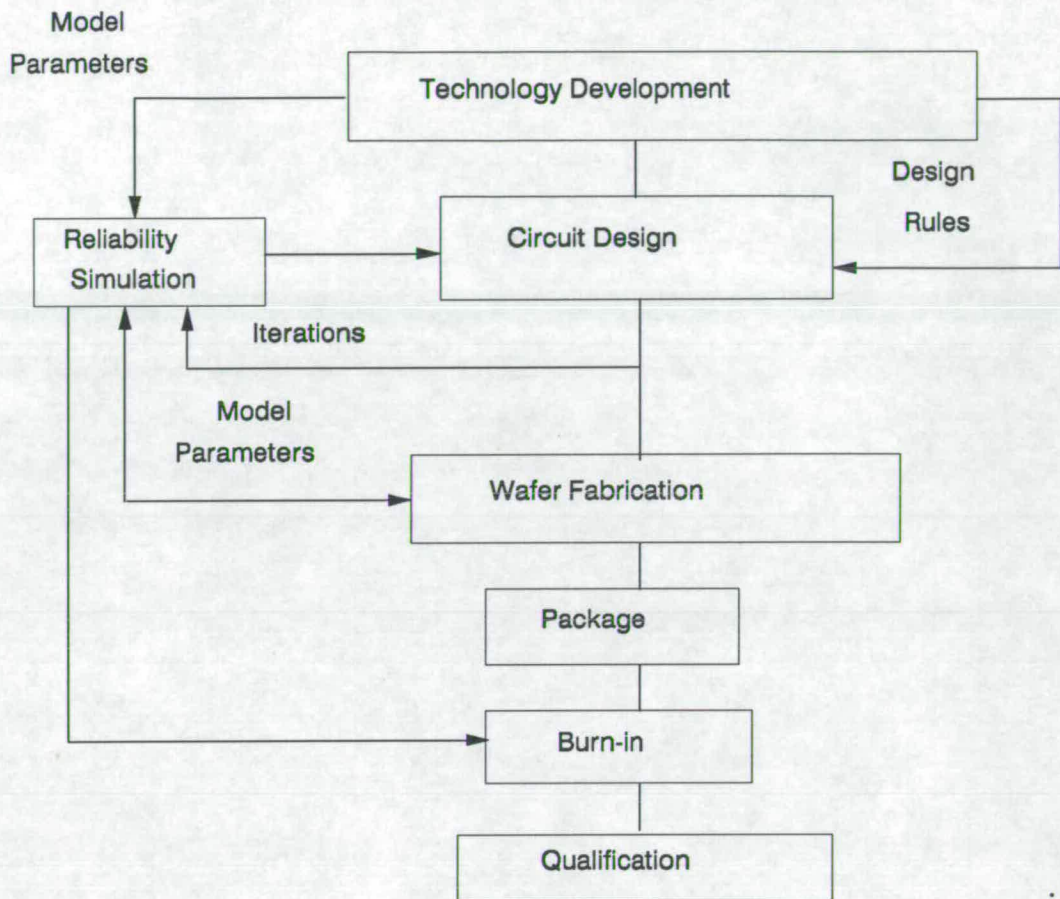 Model
Parameters
Technology Development
Design
Rules
Reliability
Simulation
Circuit Design
Iterations
Model
Parameters
Wafer Fabrication
Package
Burn-in
Qualification